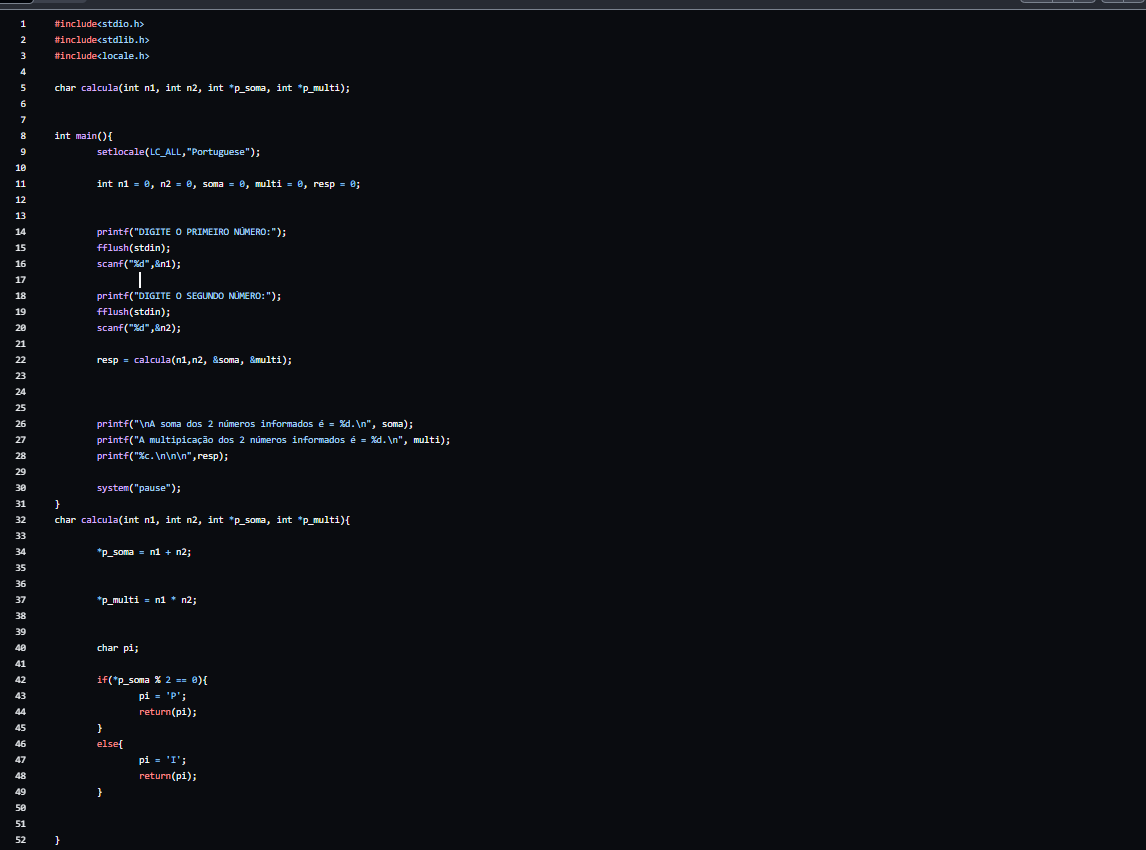 1 #include<stdio.h>
2 #include<stdlib.h>
3 #include<locale.h>
4
5 char calcula(int n1, int n2, int *p_soma, int *p_multi);
6
7
8 int main(){
9 setlocale(LC_ALL,"Portuguese");
10
11 int n1 = 0, n2 = 0, soma = 0, multi = 0, resp = 0;
12
13
14 printf("DIGITE O PRIMEIRO NÚMERO:");
15 fflush(stdin);
16 scanf("%d",&n1);
17
18 printf("DIGITE O SEGUNDO NÚMERO:");
19 fflush(stdin);
20 scanf("%d",&n2);
21
22 resp = calcula(n1,n2, &soma, &multi);
23
24
25
26 printf("\nA soma dos 2 números informados é = %d.\n", soma);
27 printf("A multipicação dos 2 números informados é = %d.\n", multi);
28 printf("%c.\n\n\n",resp);
29
30 system("pause");
31 }
32 char calcula(int n1, int n2, int *p_soma, int *p_multi){
33
34 *p_soma = n1 + n2;
35
36
37 *p_multi = n1 * n2;
38
39
40 char pi;
41
42 if(*p_soma % 2 == 0){
43 pi = 'P';
44 return(pi);
45 }
46 else{
47 pi = 'I';
48 return(pi);
49 }
50
51
52 }